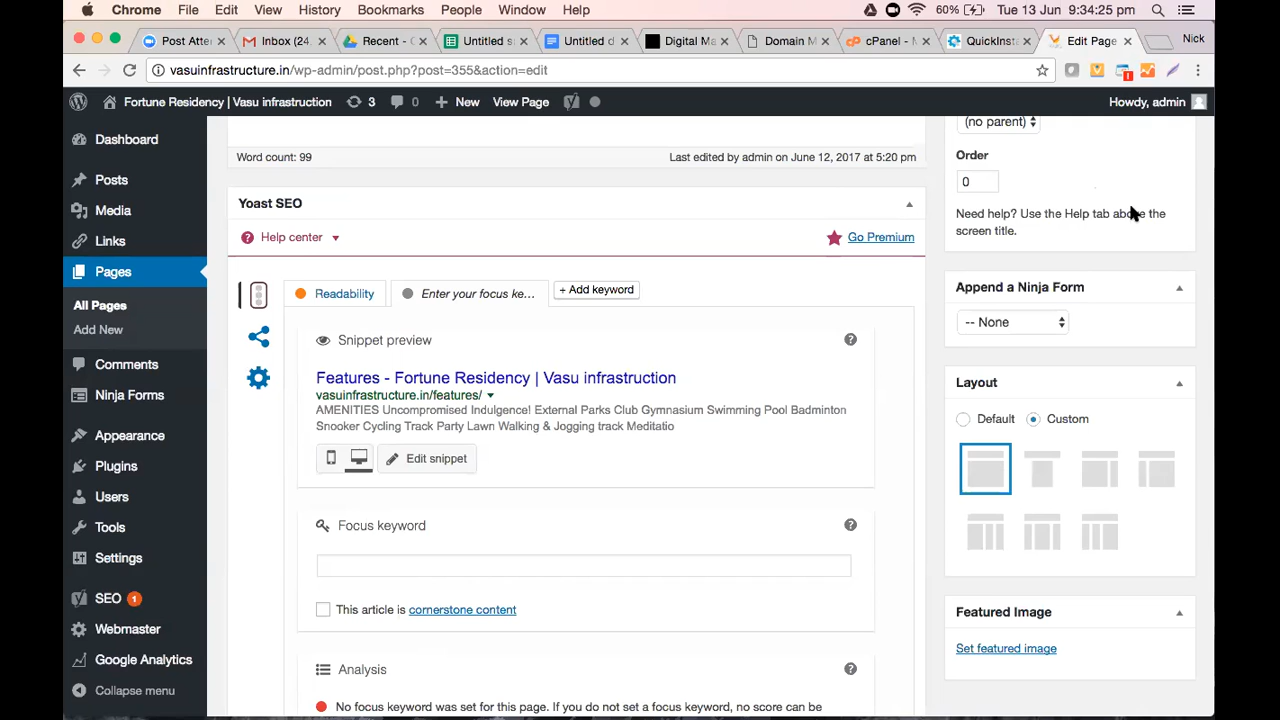 Chrome File Edit View History Bookmarks People Window Help 60% Tue 13 Jun 9:34:25 pm
Post Atte Inbox (24 Recent - Untitled s Untitled d Digital Me Domain M cPanel - M QuickInst Edit Page Nick
vasuinfrastructure.in/wp-admin/post.php?post=355&action=edit
Fortune Residency | Vasu infrastruction 3 0 New View Page Howdy, admin
Dashboard
Posts
Media
Links
Pages
All Pages
Add New
Comments
Ninja Forms
Appearance
Plugins
Users
Tools
Settings
SEO 1
Webmaster
Google Analytics
Collapse menu
Word count: 99 Last edited by admin on June 12, 2017 at 5:20 pm
Yoast SEO
Help center Go Premium
Readability Enter your focus ke... + Add keyword
Snippet preview
Features - Fortune Residency | Vasu infrastruction
vasuinfrastructure.in/features/
AMENITIES Uncompromised Indulgence! External Parks Club Gymnasium Swimming Pool Badminton
Snooker Cycling Track Party Lawn Walking & Jogging track Meditatio
Edit snippet
Focus keyword
This article is cornerstone content
Analysis
No focus keyword was set for this page. If you do not set a focus keyword, no score can be
(no parent)
Order
0
Need help? Use the Help tab above the
screen title.
Append a Ninja Form
-- None
Layout
Default Custom
Featured Image
Set featured image